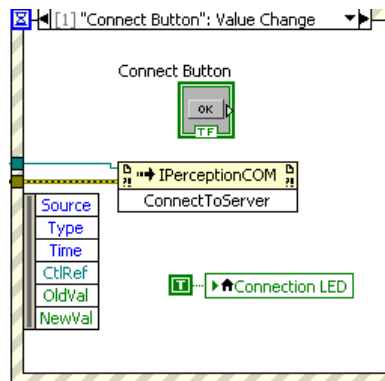 [1] "Connect Button": Value Change
Connect Button
OK
TF
IPerceptionCOM
ConnectToServer
Source
Type
Time
CtlRef
OldVal
NewVal
T
Connection LED